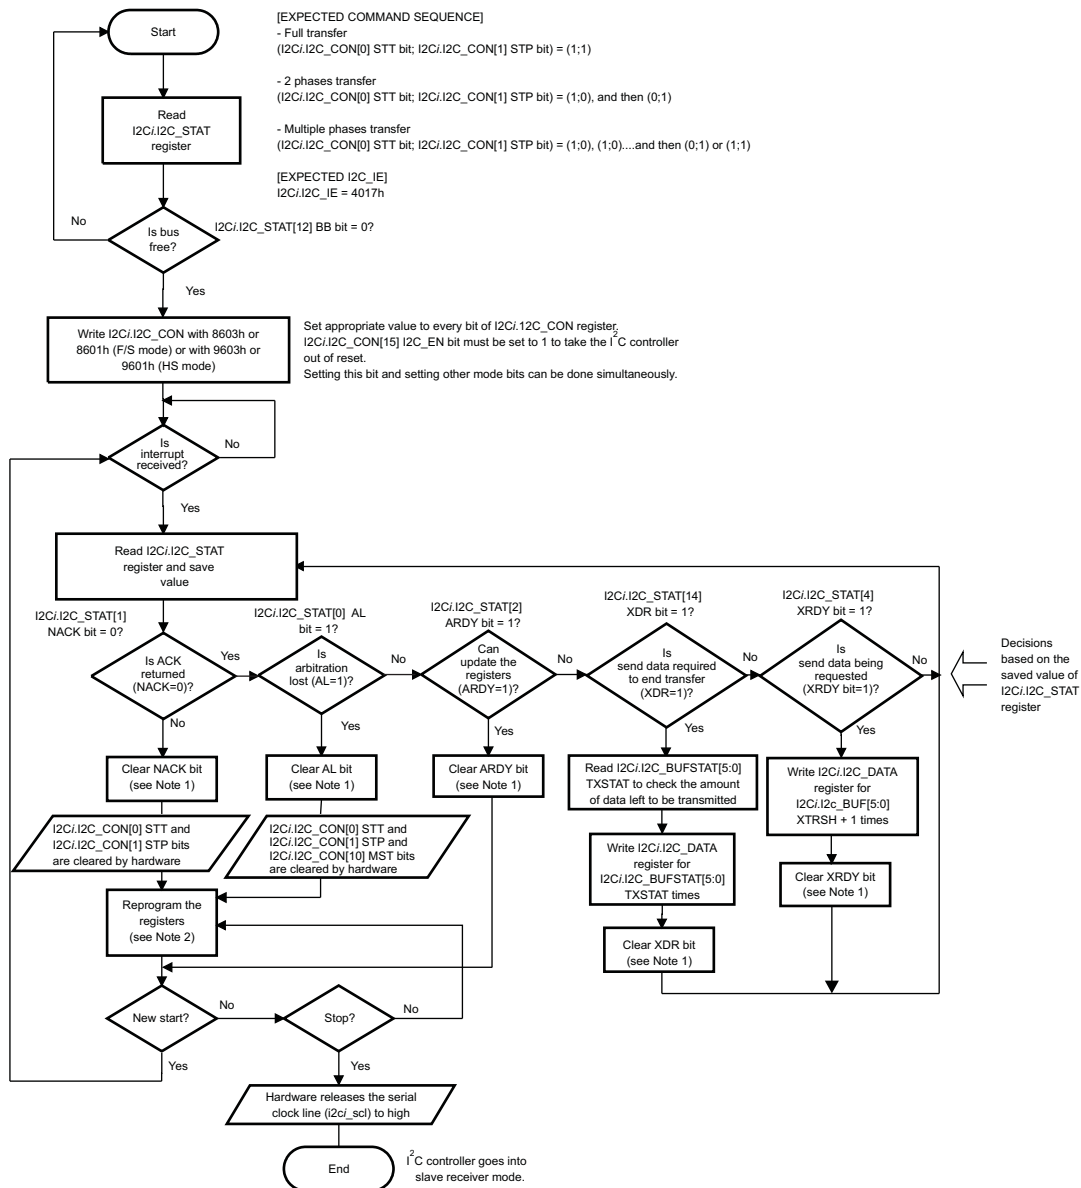 Start
[EXPECTED COMMAND SEQUENCE]
- Full transfer
(I2Ci.I2C_CON[0] STT bit; I2Ci.I2C_CON[1] STP bit) = (1;1)
- 2 phases transfer
(I2Ci.I2C_CON[0] STT bit; I2Ci.I2C_CON[1] STP bit) = (1;0), and then (0;1)
- Multiple phases transfer
(I2Ci.I2C_CON[0] STT bit; I2Ci.I2C_CON[1] STP bit) = (1;0), (1;0)....and then (0;1) or (1;1)
[EXPECTED I2C_IE]
I2Ci.I2C_IE = 4017h
Read
I2Ci.I2C_STAT
register
No
Is bus
free?
I2Ci.I2C_STAT[12] BB bit = 0?
Yes
Write I2Ci.I2C_CON with 8603h or
8601h (F/S mode) or with 9603h or
9601h (HS mode)
Set appropriate value to every bit of I2Ci.12C_CON register.
I2Ci.I2C_CON[15] I2C_EN bit must be set to 1 to take the I2C controller
out of reset.
Setting this bit and setting other mode bits can be done simultaneously.
Is
interrupt
received?
No
Yes
Read I2Ci.I2C_STAT
register and save
value
I2Ci.I2C_STAT[1]
NACK bit = 0?
I2Ci.I2C_STAT[0] AL
bit = 1?
I2Ci.I2C_STAT[2]
ARDY bit = 1?
I2Ci.I2C_STAT[14]
XDR bit = 1?
I2Ci.I2C_STAT[4]
XRDY bit = 1?
Is ACK
returned
(NACK=0)?
Yes
Is
arbitration
lost (AL=1)?
No
Can
update the
registers
(ARDY=1)?
No
Is
send data required
to end transfer
(XDR=1)?
No
Is
send data being
requested
(XRDY bit=1)?
No
Decisions
based on the
saved value of
I2Ci.I2C_STAT
register
No
Yes
Yes
Yes
Yes
Clear NACK bit
(see Note 1)
Clear AL bit
(see Note 1)
Clear ARDY bit
(see Note 1)
Read I2Ci.I2C_BUFSTAT[5:0]
TXSTAT to check the amount
of data left to be transmitted
Write I2Ci.I2C_DATA
register for
I2Ci.I2c_BUF[5:0]
XTRSH + 1 times
I2Ci.I2C_CON[0] STT and
I2Ci.I2C_CON[1] STP bits
are cleared by hardware
I2Ci.I2C_CON[0] STT and
I2Ci.I2C_CON[1] STP and
I2Ci.I2C_CON[10] MST bits
are cleared by hardware
Write I2Ci.I2C_DATA
register for
I2Ci.I2C_BUFSTAT[5:0]
TXSTAT times
Clear XRDY bit
(see Note 1)
Reprogram the
registers
(see Note 2)
Clear XDR bit
(see Note 1)
New start?
No
Stop?
No
Yes
Yes
Hardware releases the serial
clock line (i2ci_scl) to high
End
I2C controller goes into
slave receiver mode.